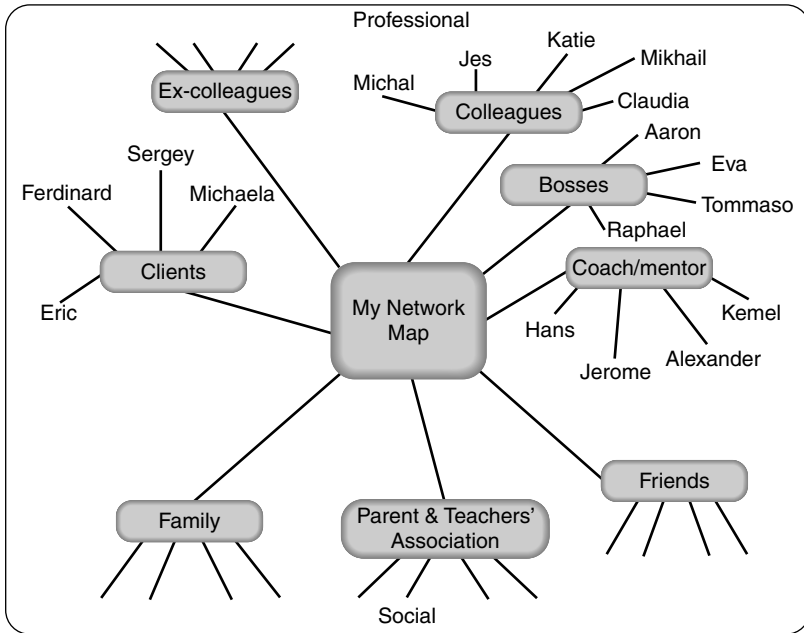 Professional
Ex-colleagues
Michal
Jes
Katie
Mikhail
Claudia
Colleagues
Aaron
Eva
Tommaso
Raphael
Bosses
Sergey
Ferdinard
Michaela
Clients
Eric
My Network
Map
Coach/mentor
Hans
Jerome
Alexander
Kemel
Family
Parent & Teachers’
Association
Friends
Social